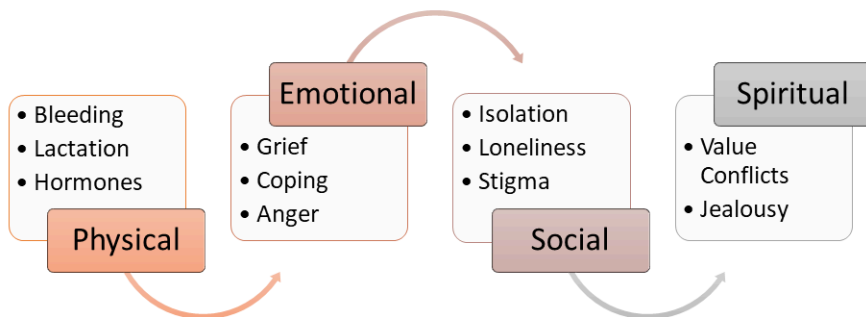 • Bleeding
• Lactation
• Hormones
Physical
Emotional
• Grief
• Coping
• Anger
• Isolation
• Loneliness
• Stigma
Social
Spiritual
• Value
Conflicts
• Jealousy